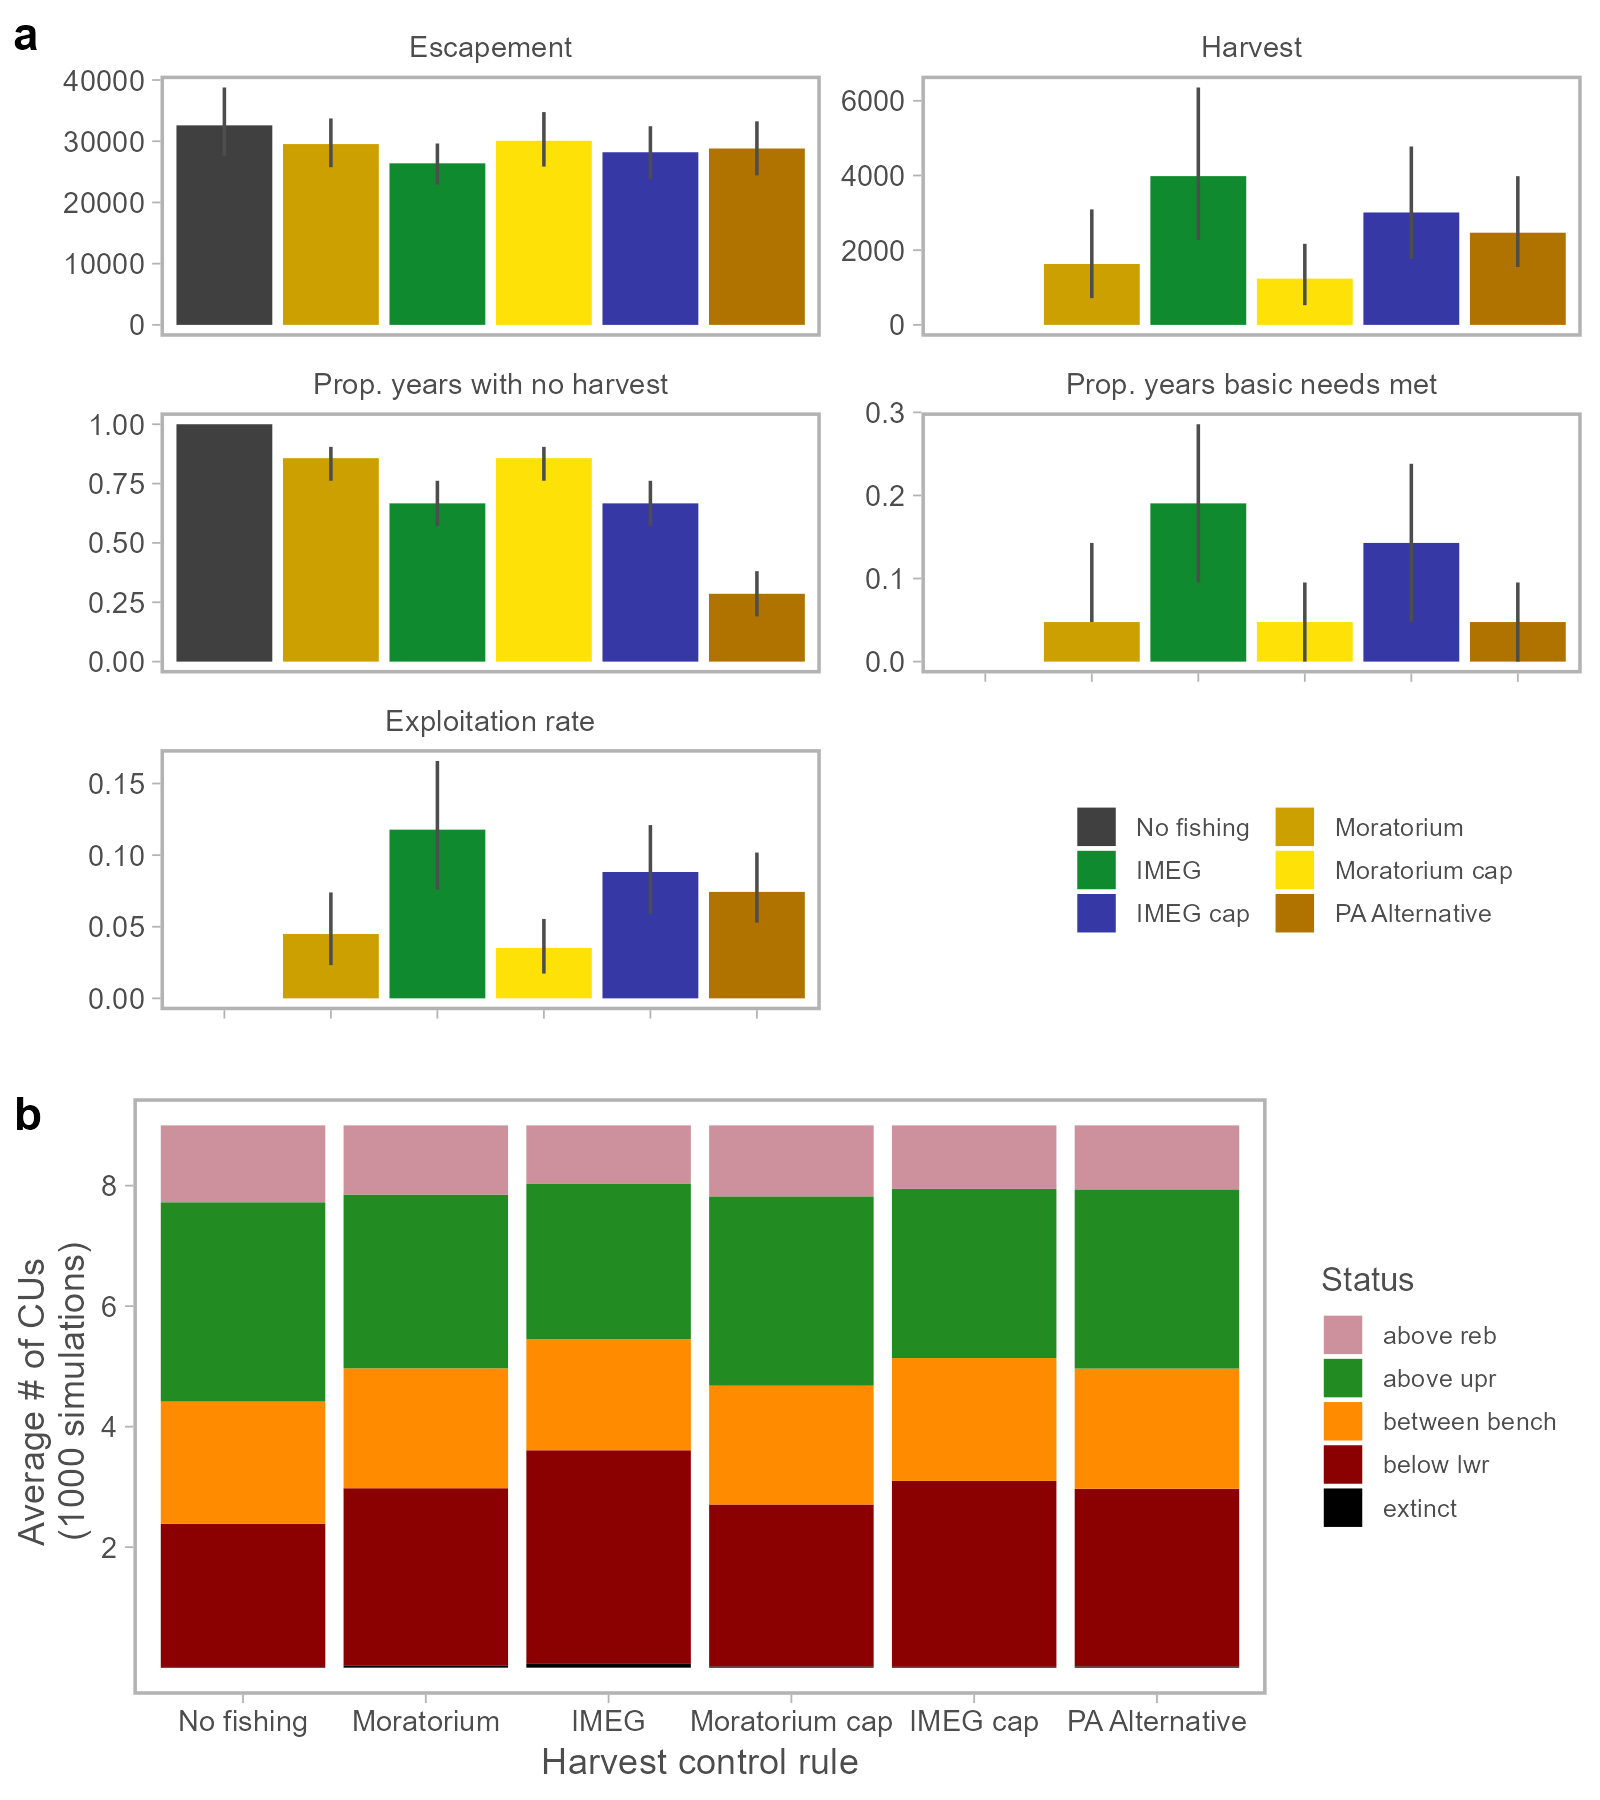 a
Escapement
40000
30000
20000
10000
0
Harvest
6000
4000
2000
0
Prop. years with no harvest
1.00
0.75
0.50
0.25
0.00
Prop. years basic needs met
0.3
0.2
0.1
0.0
Exploitation rate
0.15
0.10
0.05
0.00
No fishing
Moratorium
IMEG
Moratorium cap
IMEG cap
PA Alternative
b
Average # of CUs
(1000 simulations)
8
6
4
2
No fishing
Moratorium
IMEG
Moratorium cap
IMEG cap
PA Alternative
Harvest control rule
Status
above reb
above upr
between bench
below lwr
extinct